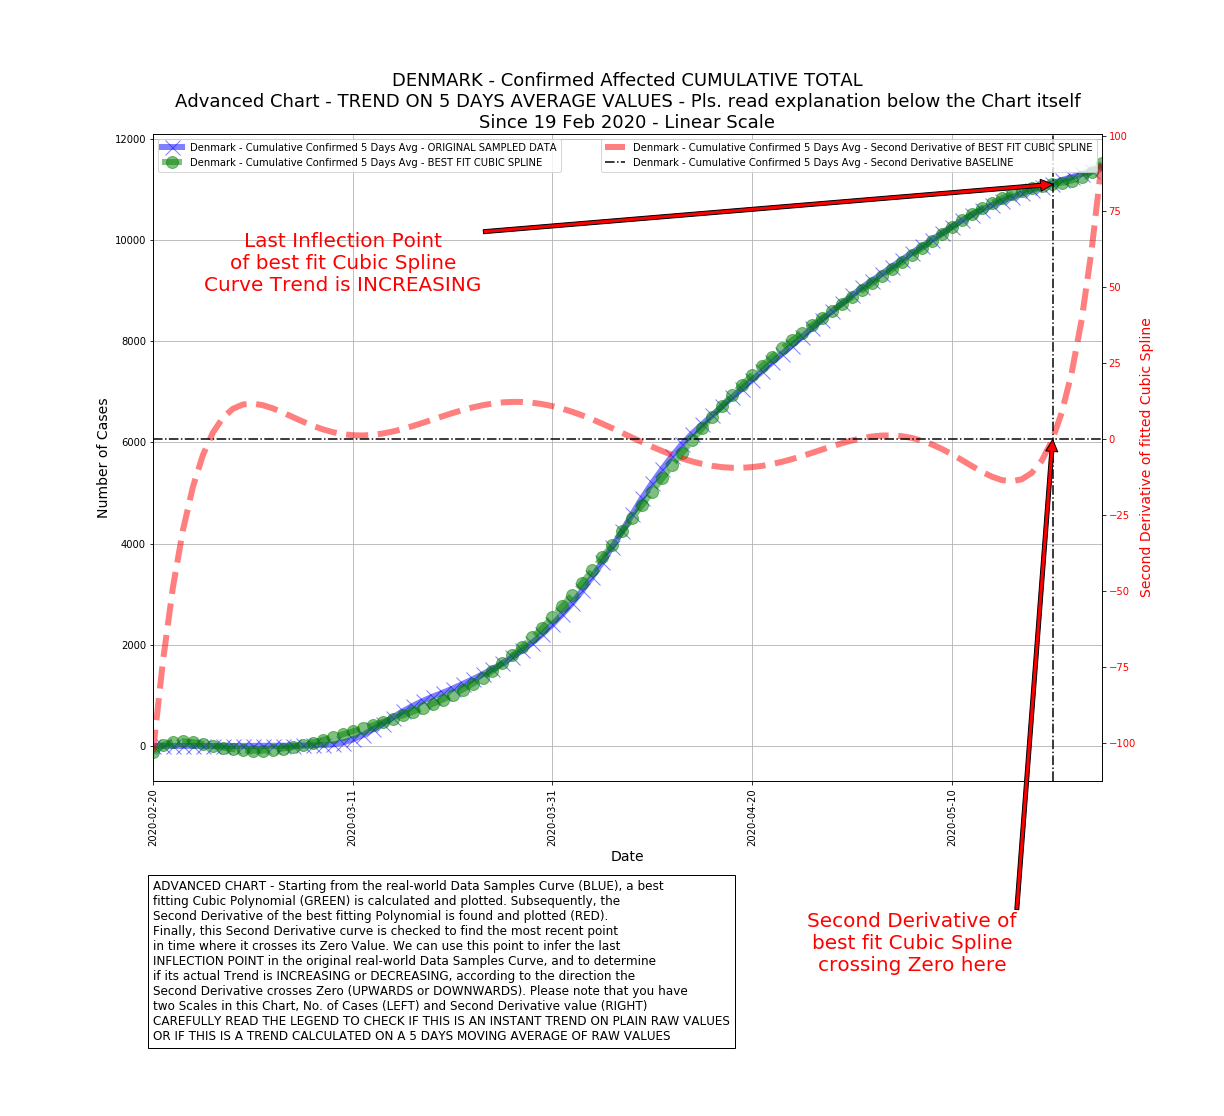 DENMARK - Confirmed Affected CUMULATIVE TOTAL
Advanced Chart - TREND ON 5 DAYS AVERAGE VALUES - Pls. read explanation below the Chart itself
Since 19 Feb 2020 - Linear Scale
Denmark - Cumulative Confirmed 5 Days Avg - ORIGINAL SAMPLED DATA
Denmark - Cumulative Confirmed 5 Days Avg - BEST FIT CUBIC SPLINE
Denmark - Cumulative Confirmed 5 Days Avg - Second Derivative of BEST FIT CUBIC SPLINE
Denmark - Cumulative Confirmed 5 Days Avg - Second Derivative BASELINE
Last Inflection Point
of best fit Cubic Spline
Curve Trend is INCREASING
Number of Cases
12000
10000
8000
6000
4000
2000
0
100
75
50
25
0
−25
−50
−75
−100
Second Derivative of fitted Cubic Spline
2020-02-20
2020-03-11
2020-03-31
2020-04-20
2020-05-10
Date
Second Derivative of
best fit Cubic Spline
crossing Zero here
ADVANCED CHART - Starting from the real-world Data Samples Curve (BLUE), a best
fitting Cubic Polynomial (GREEN) is calculated and plotted. Subsequently, the
Second Derivative of the best fitting Polynomial is found and plotted (RED).
Finally, this Second Derivative curve is checked to find the most recent point
in time where it crosses its Zero Value. We can use this point to infer the last
INFLECTION POINT in the original real-world Data Samples Curve, and to determine
if its actual Trend is INCREASING or DECREASING, according to the direction the
Second Derivative crosses Zero (UPWARDS or DOWNWARDS). Please note that you have
two Scales in this Chart, No. of Cases (LEFT) and Second Derivative value (RIGHT)
CAREFULLY READ THE LEGEND TO CHECK IF THIS IS AN INSTANT TREND ON PLAIN RAW VALUES
OR IF THIS IS A TREND CALCULATED ON A 5 DAYS MOVING AVERAGE OF RAW VALUES